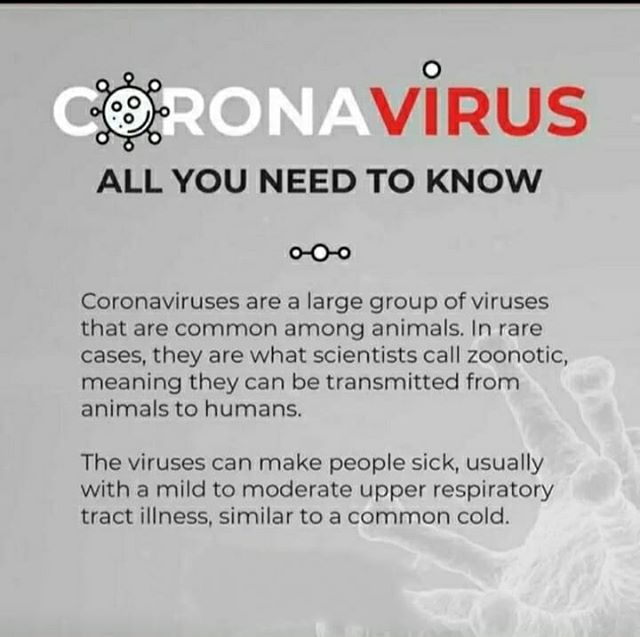 CORONAVIRUS
ALL YOU NEED TO KNOW
Coronaviruses are a large group of viruses
that are common among animals. In rare
cases, they are what scientists call zoonotic,
meaning they can be transmitted from
animals to humans.
The viruses can make people sick, usually
with a mild to moderate upper respiratory
tract illness, similar to a common cold.